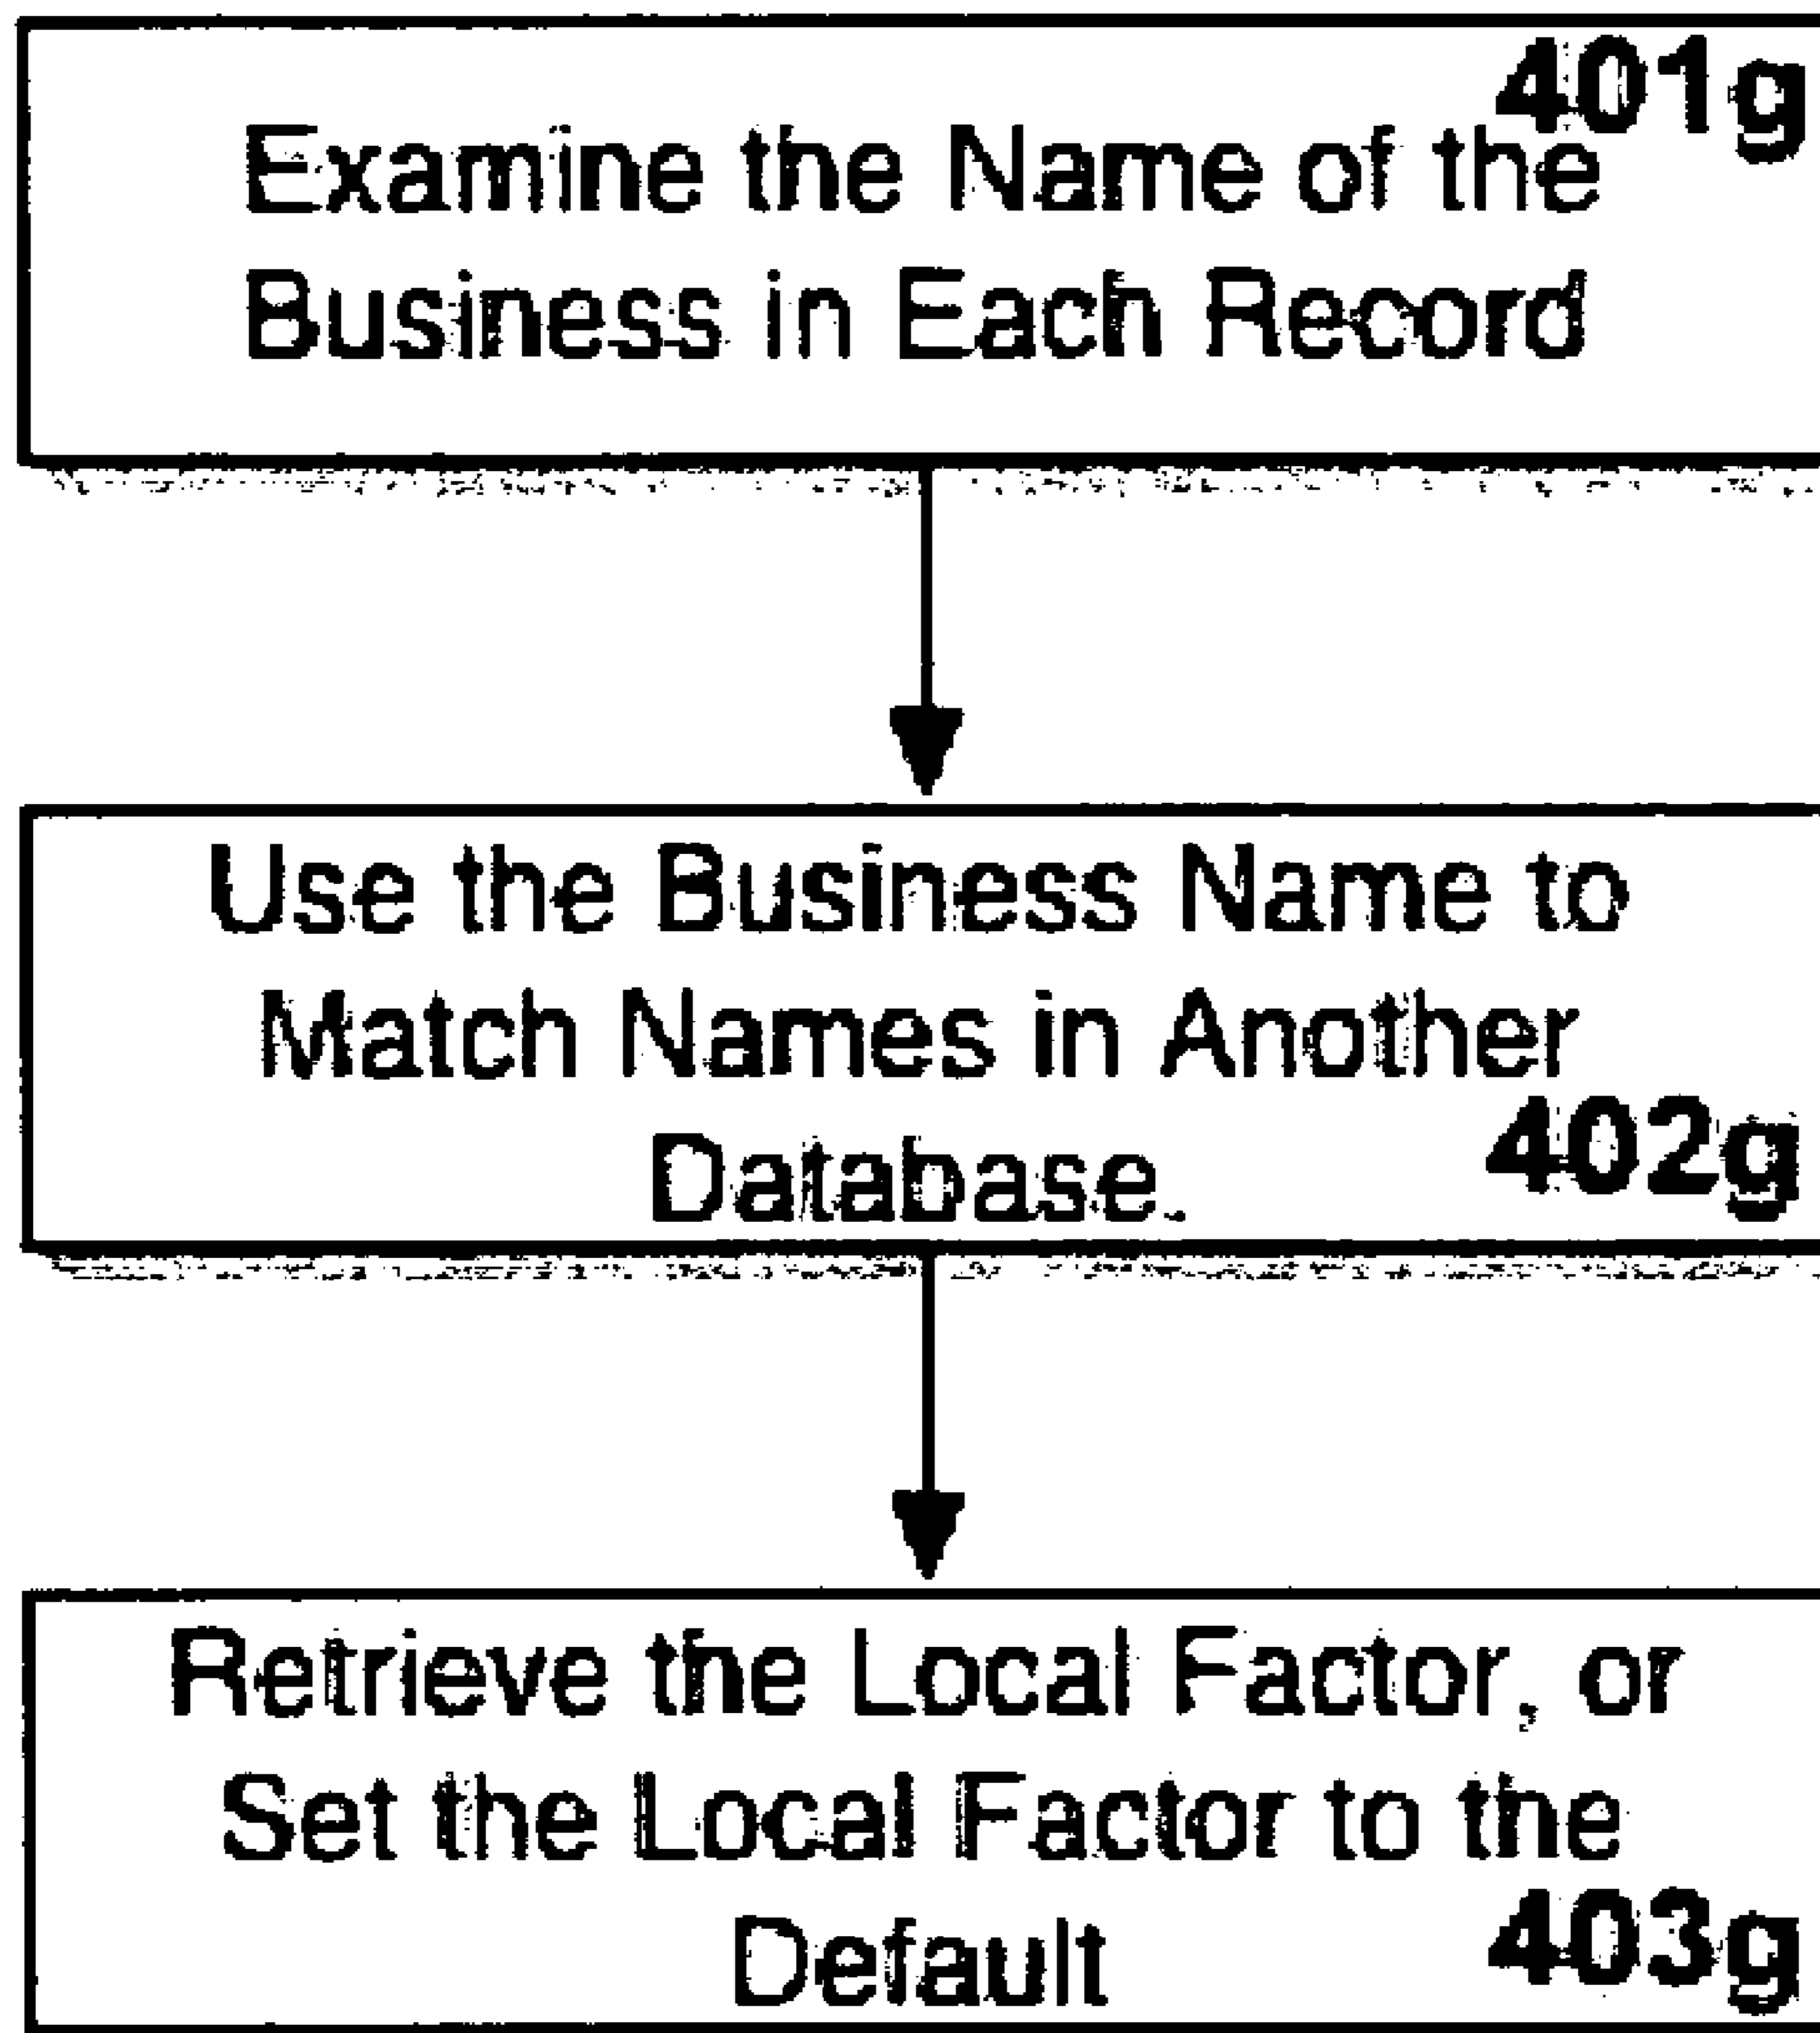 401g
Examine the Name of the
Business in Each Record
Use the Business Name to
Match Names in Another
Database.
402g
Retrieve the Local Factor, or
Set the Local Factor to the
Default
403g